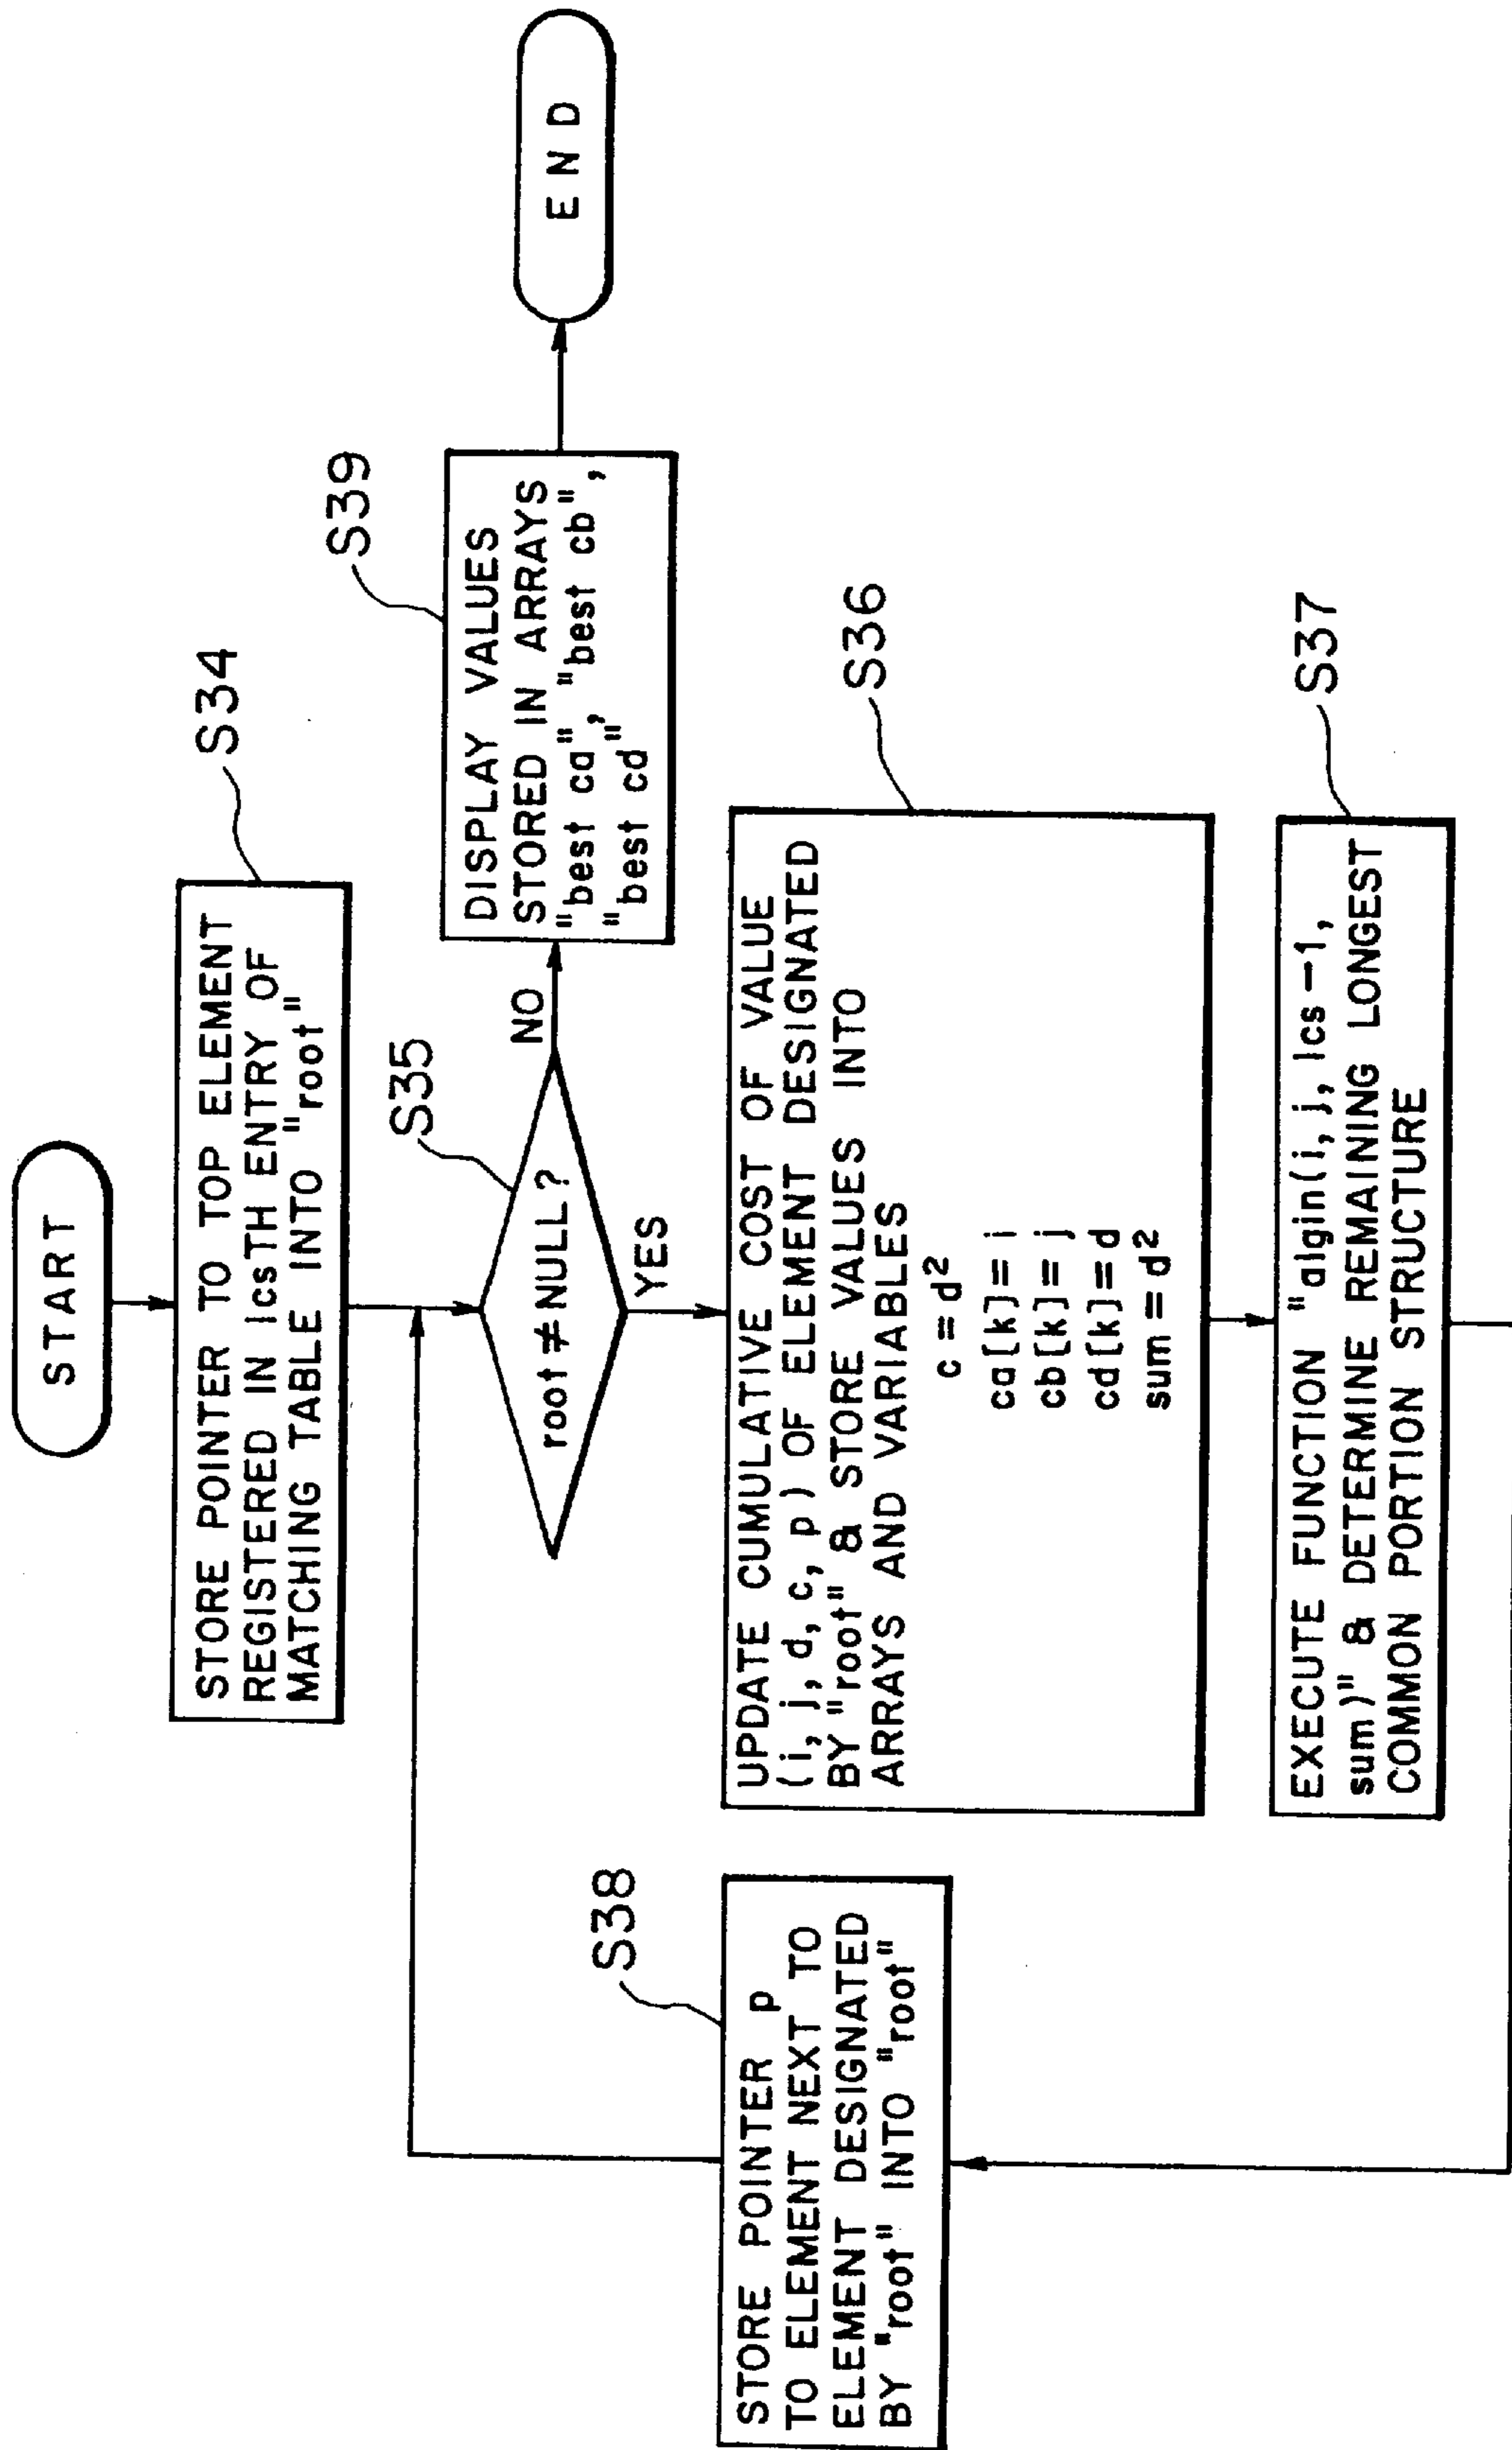 START
S34
STORE POINTER TO TOP ELEMENT
REGISTERED IN lcsTH ENTRY OF
MATCHING TABLE INTO "root"
S35
root ≠ NULL?
NO
YES
S39
DISPLAY VALUES
STORED IN ARRAYS
"best ca", "best cb",
"best cd"
END
S36
UPDATE CUMULATIVE COST OF VALUE
(i, j, d, c, p) OF ELEMENT DESIGNATED
BY "root" & STORE VALUES INTO
ARRAYS AND VARIABLES
c = d²
ca[k] = i
cb[k] = j
cd[k] = d
sum = d²
S37
EXECUTE FUNCTION "algin(i, j, lcs-1,
sum)" & DETERMINE REMAINING LONGEST
COMMON PORTION STRUCTURE
S38
STORE POINTER p
TO ELEMENT NEXT TO
ELEMENT DESIGNATED
BY "root" INTO "root"